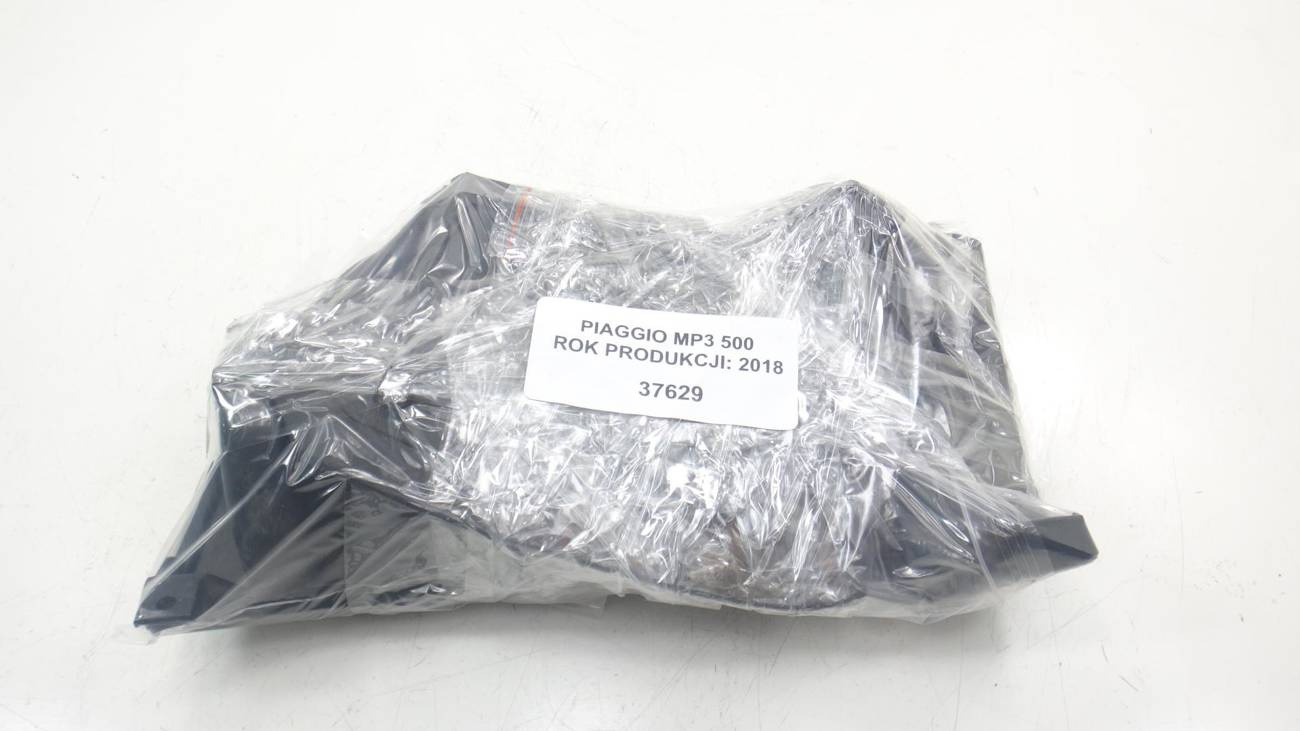 PIAGGIO MP3 500
ROK PRODUKCJI: 2018
37629